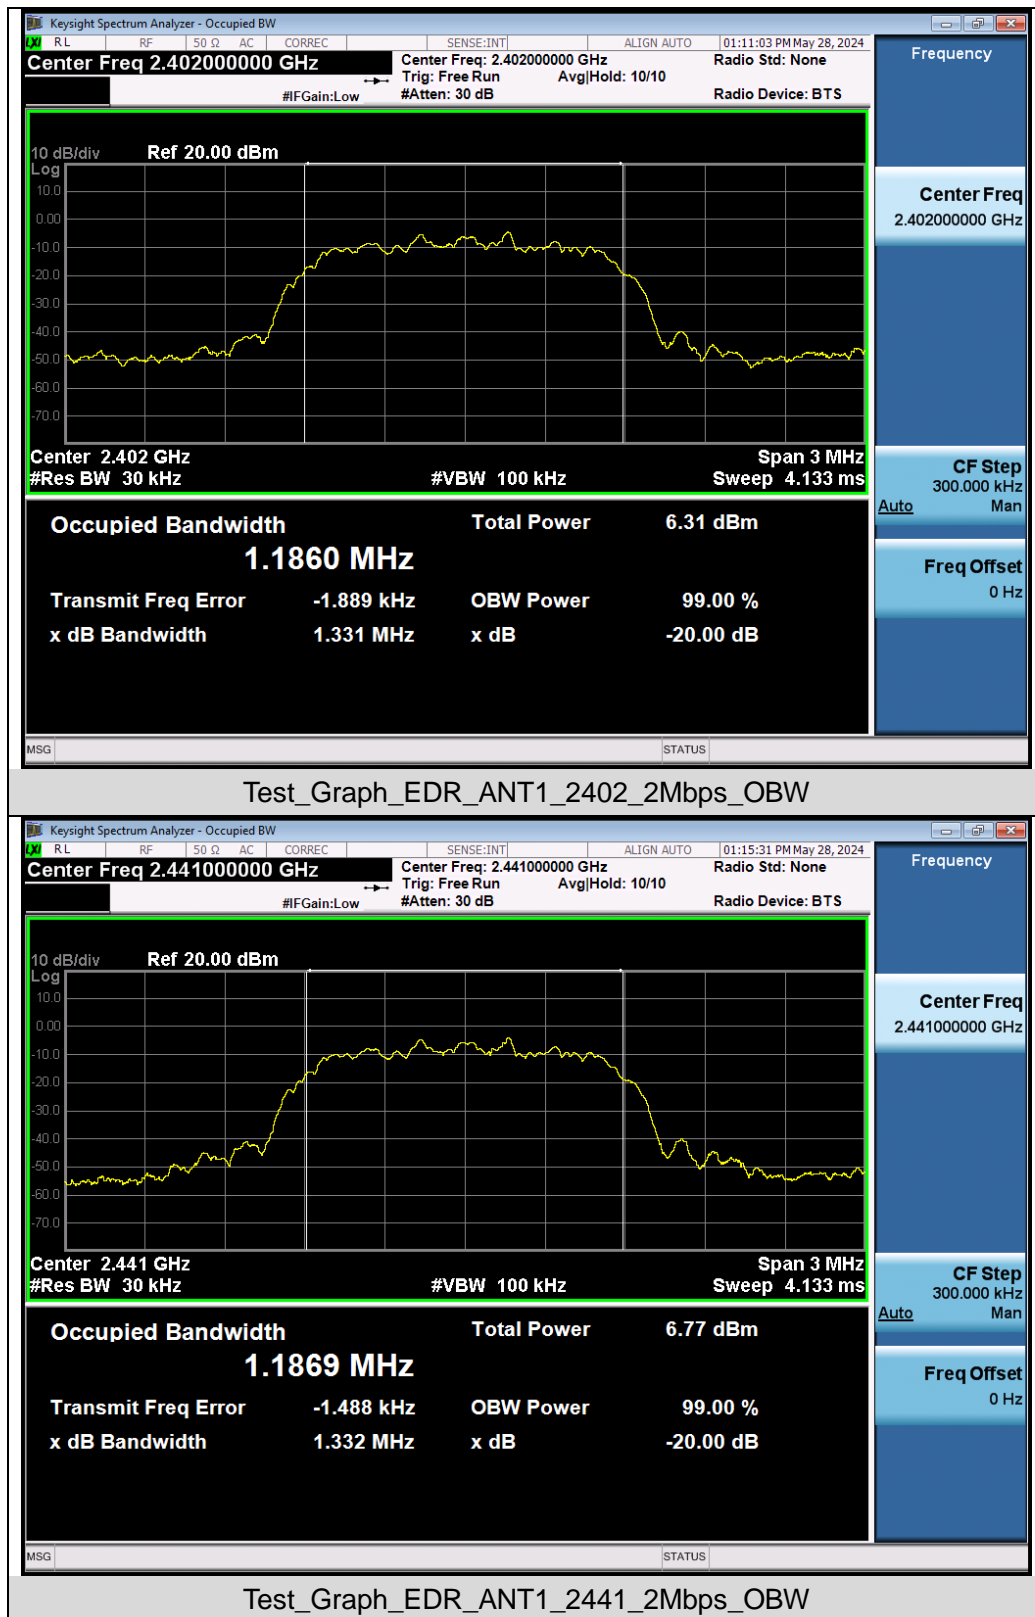 Keysight Spectrum Analyzer - Occupied BW
LXI RL RF 50 Ω AC CORREC SENSE:INT ALIGN AUTO 01:11:03 PM May 28, 2024
Center Freq 2.402000000 GHz
Center Freq: 2.402000000 GHz Radio Std: None
Trig: Free Run Avg|Hold: 10/10
#IFGain:Low #Atten: 30 dB Radio Device: BTS
Frequency
10 dB/div Ref 20.00 dBm
Log
10.0
0.00
-10.0
-20.0
-30.0
-40.0
-50.0
-60.0
-70.0
Center 2.402 GHz Span 3 MHz
#Res BW 30 kHz #VBW 100 kHz Sweep 4.133 ms
Center Freq
2.402000000 GHz
CF Step
300.000 kHz
Auto Man
Freq Offset
0 Hz
Occupied Bandwidth Total Power 6.31 dBm
1.1860 MHz
Transmit Freq Error -1.889 kHz OBW Power 99.00 %
x dB Bandwidth 1.331 MHz x dB -20.00 dB
MSG STATUS
Test_Graph_EDR_ANT1_2402_2Mbps_OBW
Keysight Spectrum Analyzer - Occupied BW
LXI RL RF 50 Ω AC CORREC SENSE:INT ALIGN AUTO 01:15:31 PM May 28, 2024
Center Freq 2.441000000 GHz
Center Freq: 2.441000000 GHz Radio Std: None
Trig: Free Run Avg|Hold: 10/10
#IFGain:Low #Atten: 30 dB Radio Device: BTS
Frequency
10 dB/div Ref 20.00 dBm
Log
10.0
0.00
-10.0
-20.0
-30.0
-40.0
-50.0
-60.0
-70.0
Center 2.441 GHz Span 3 MHz
#Res BW 30 kHz #VBW 100 kHz Sweep 4.133 ms
Center Freq
2.441000000 GHz
CF Step
300.000 kHz
Auto Man
Freq Offset
0 Hz
Occupied Bandwidth Total Power 6.77 dBm
1.1869 MHz
Transmit Freq Error -1.488 kHz OBW Power 99.00 %
x dB Bandwidth 1.332 MHz x dB -20.00 dB
MSG STATUS
Test_Graph_EDR_ANT1_2441_2Mbps_OBW